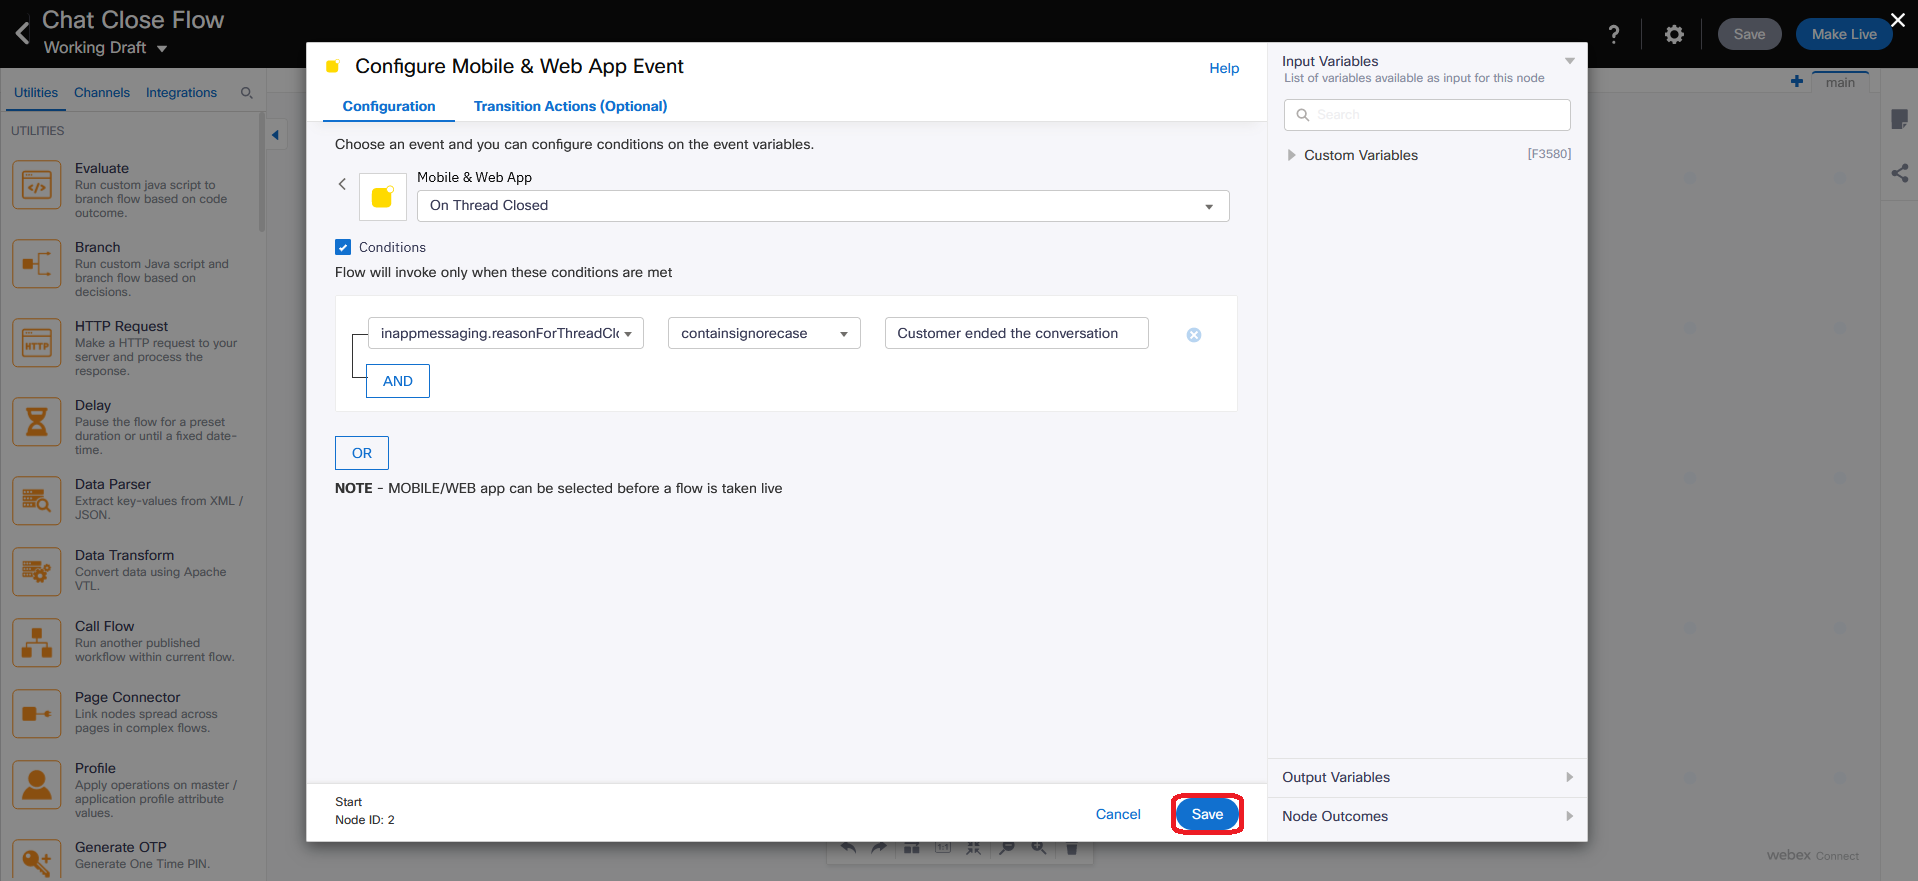 Chat Close Flow
Working Draft
?
Save
Make Live
Utilities
Channels
Integrations
UTILITIES
Evaluate
Run custom java script to
branch flow based on code
outcome.
Branch
Run custom Java script and
branch flow based on
decisions.
HTTP
HTTP Request
Make a HTTP request to your
server and process the
response.
Delay
Pause the flow for a preset
duration or until a fixed date-
time.
Data Parser
Extract key-values from XML /
JSON.
Data Transform
Convert data using Apache
VTL.
Call Flow
Run another published
workflow within current flow.
Page Connector
Link nodes spread across
pages in complex flows.
Profile
Apply operations on master /
application profile attribute
values.
Generate OTP
Generate One Time PIN.
Configure Mobile & Web App Event
Help
Configuration
Transition Actions (Optional)
Choose an event and you can configure conditions on the event variables.
Mobile & Web App
On Thread Closed
Conditions
Flow will invoke only when these conditions are met
inappmessaging.reasonForThreadClo
containsignorecase
Customer ended the conversation
AND
OR
NOTE - MOBILE/WEB app can be selected before a flow is taken live
Start
Node ID: 2
Cancel
Save
Input Variables
List of variables available as input for this node
Search
Custom Variables
[F3580]
Output Variables
Node Outcomes
main
1:1
webex Connect